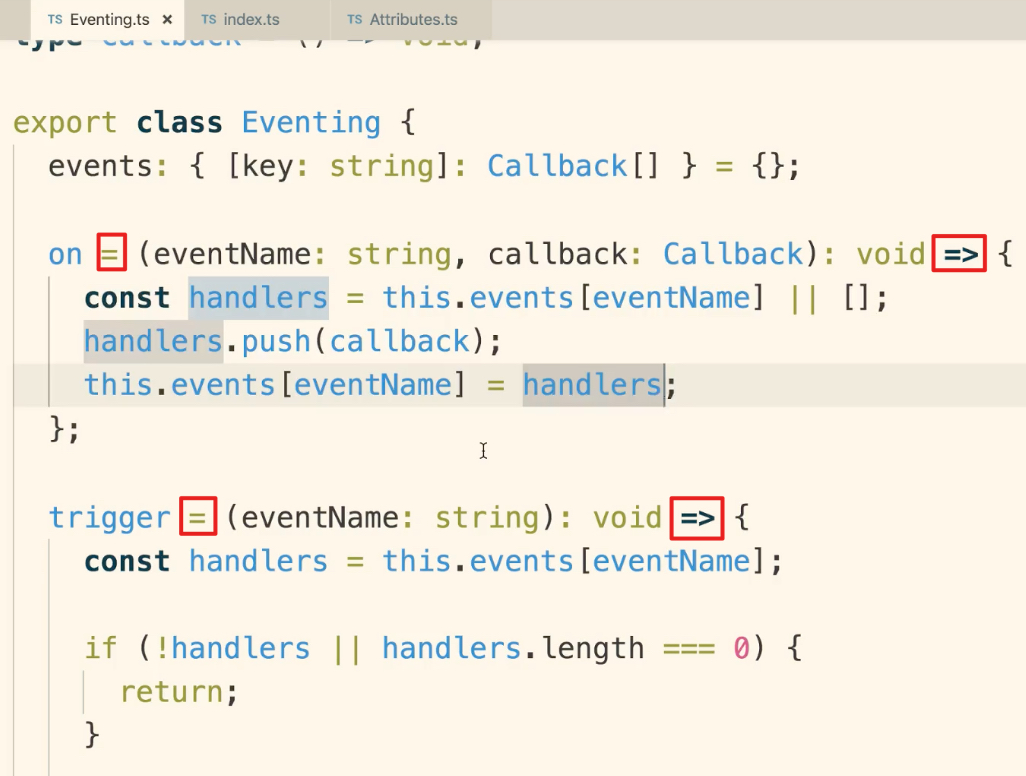 TS Eventing.ts × TS index.ts TS Attributes.ts
type Callback = () => void;
export class Eventing {
events: { [key: string]: Callback[] } = {};
on = (eventName: string, callback: Callback): void => {
const handlers = this.events[eventName] || [];
handlers.push(callback);
this.events[eventName] = handlers;
};
trigger = (eventName: string): void => {
const handlers = this.events[eventName];
if (!handlers || handlers.length === 0) {
return;
}